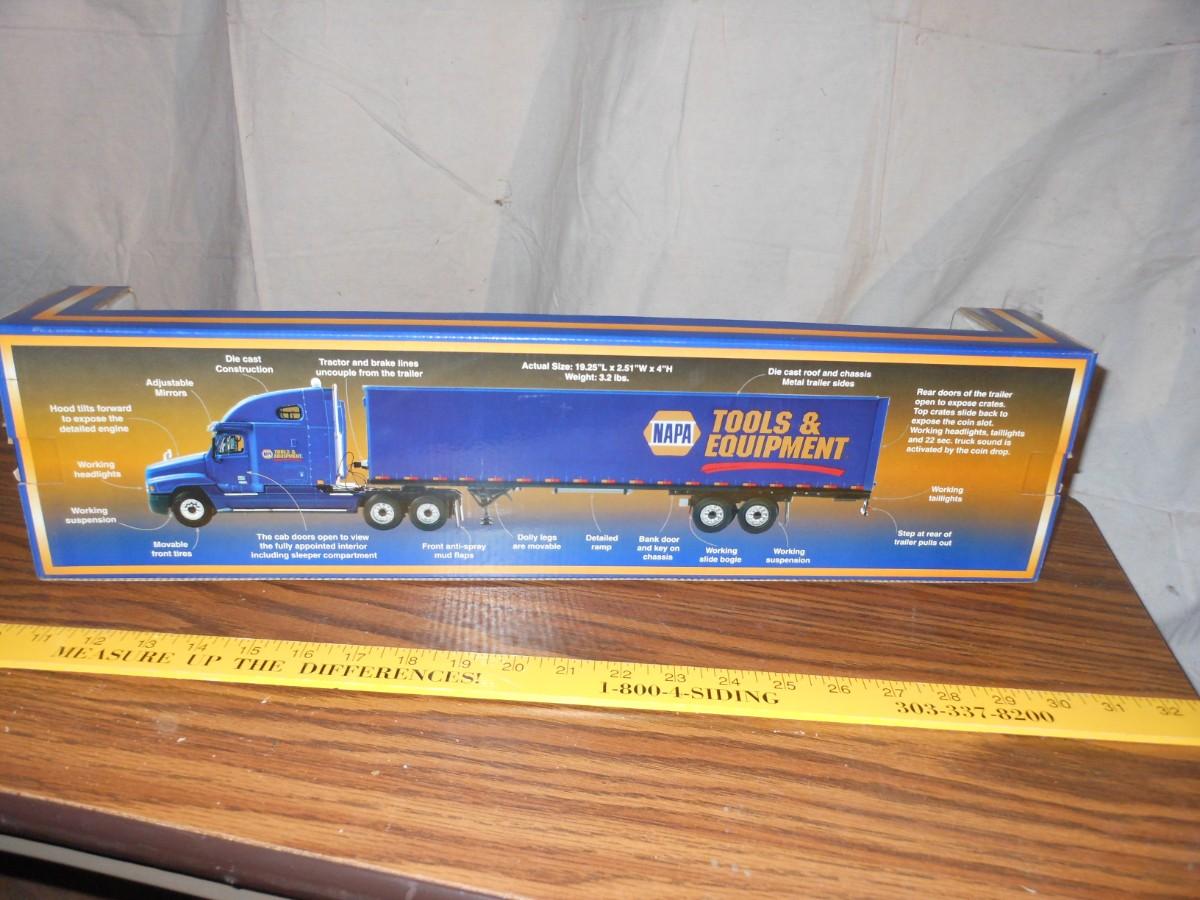 Die cast
Construction
Tractor and brake lines
uncouple from the trailer
Actual Size: 19.25"L x 2.51"W x 4"H
Weight: 3.2 lbs.
Die cast roof and chassis
Metal trailer sides
Adjustable
Mirrors
Hood tilts forward
to expose the
detailed engine
Rear doors of the trailer
open to expose crates.
Top crates slide back to
expose the coin slot.
Working headlights, taillights
and 22 sec. truck sound is
activated by the coin drop.
NAPA
TOOLS &
EQUIPMENT
NAPA
TOOLS &
EQUIPMENT
Working
headlights
Working
taillights
Working
suspension
Movable
front tires
The cab doors open to view
the fully appointed interior
including sleeper compartment
Front anti-spray
mud flaps
Dolly legs
are movable
Detailed
ramp
Bank door
and key on
chassis
Working
slide bogie
Working
suspension
Step at rear of
trailer pulls out
11 12 13 14 15 16 17 18 19 20 21 22 23 24 25 26 27 28 29 30 31 32
MEASURE UP THE DIFFERENCES! 1-800-4-SIDING 303-337-8200